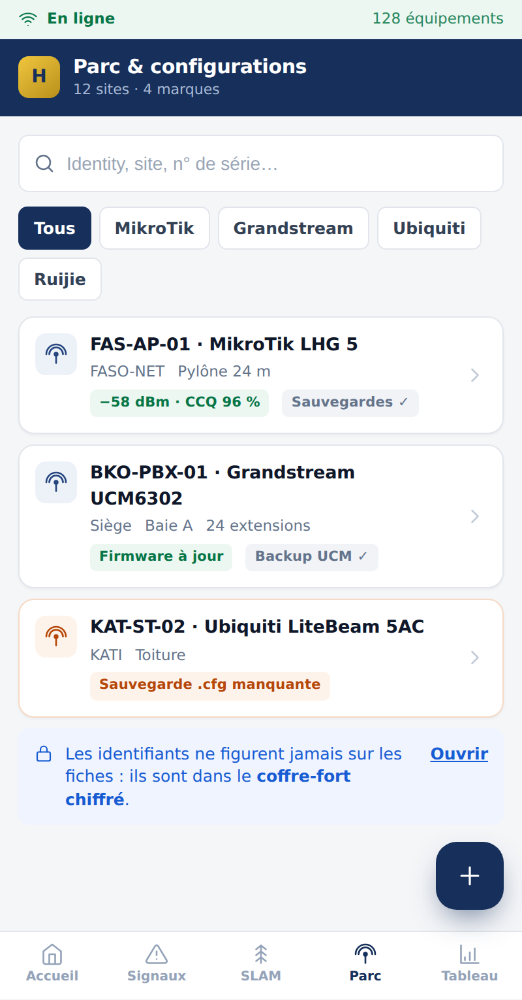 En ligne
128 équipements
H
Parc & configurations
12 sites · 4 marques
Identity, site, n° de série…
Tous
MikroTik
Grandstream
Ubiquiti
Ruijie
FAS-AP-01 · MikroTik LHG 5
FASO-NET Pylône 24 m
−58 dBm · CCQ 96 %
Sauvegardes ✓
BKO-PBX-01 · Grandstream
UCM6302
Siège Baie A 24 extensions
Firmware à jour
Backup UCM ✓
KAT-ST-02 · Ubiquiti LiteBeam 5AC
KATI Toiture
Sauvegarde .cfg manquante
Les identifiants ne figurent jamais sur les
fiches : ils sont dans le coffre-fort
chiffré.
Ouvrir
Accueil
Signaux
SLAM
Parc
Tableau